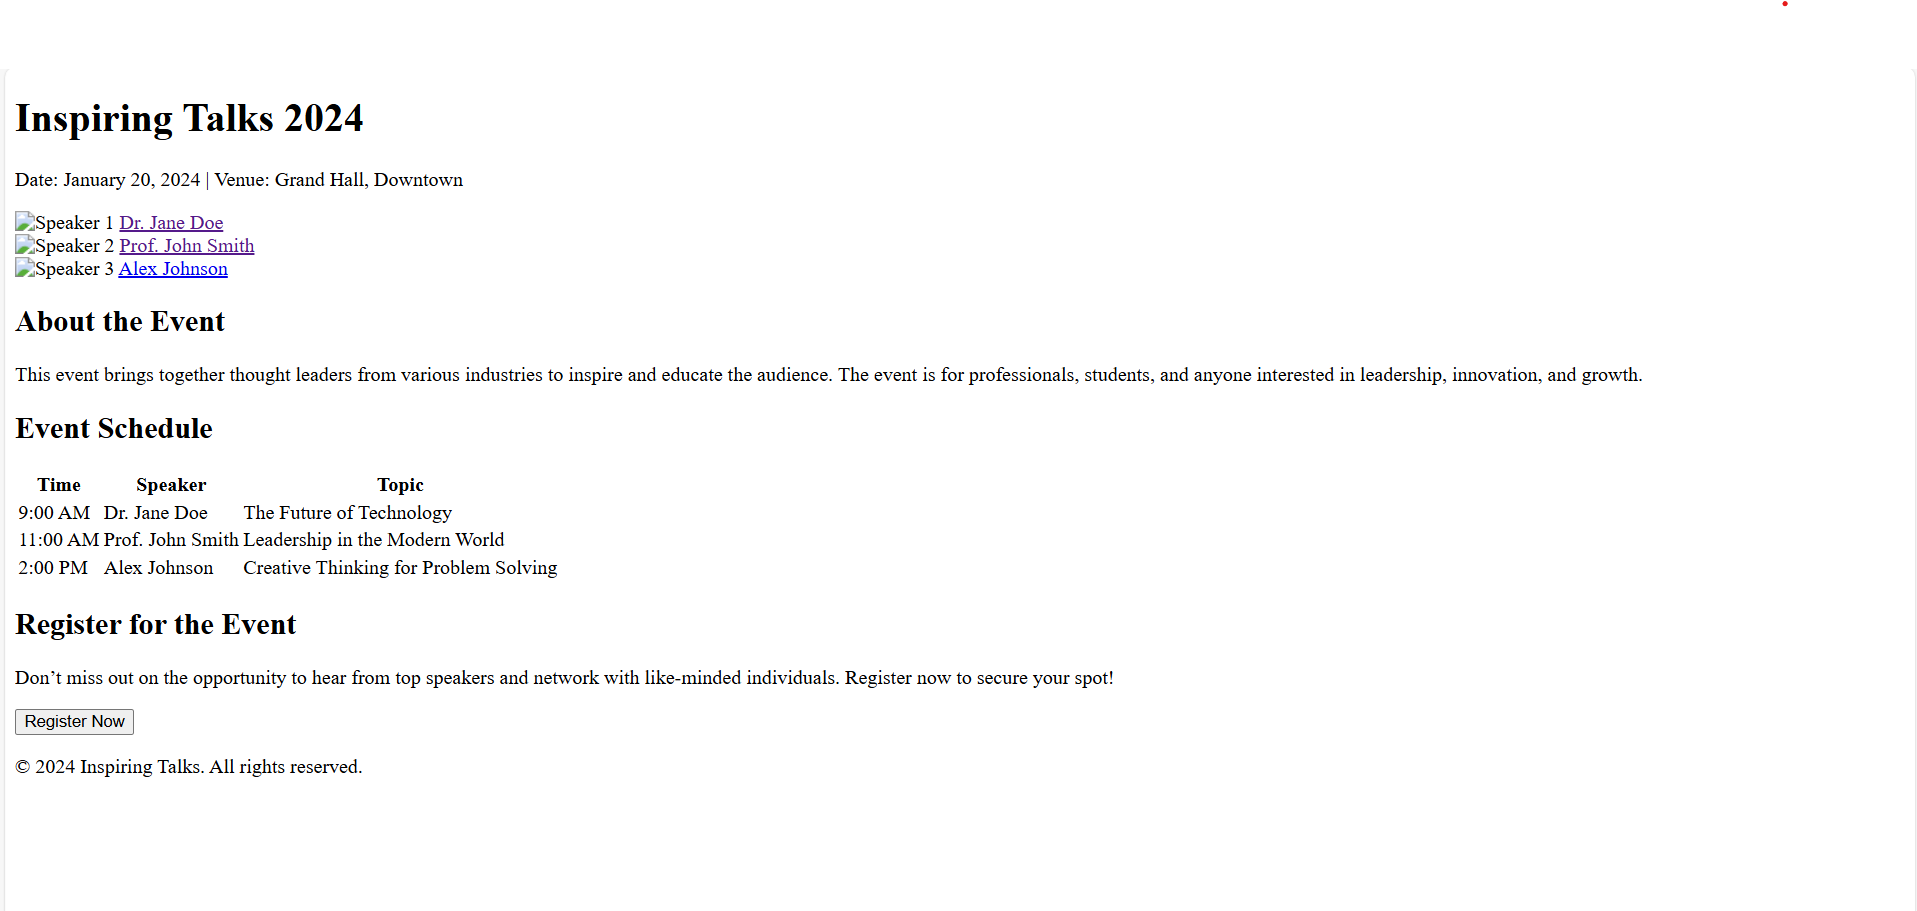 Inspiring Talks 2024
Date: January 20, 2024 | Venue: Grand Hall, Downtown
Speaker 1 Dr. Jane Doe
Speaker 2 Prof. John Smith
Speaker 3 Alex Johnson
About the Event
This event brings together thought leaders from various industries to inspire and educate the audience. The event is for professionals, students, and anyone interested in leadership, innovation, and growth.
Event Schedule
Time Speaker Topic
9:00 AM Dr. Jane Doe The Future of Technology
11:00 AM Prof. John Smith Leadership in the Modern World
2:00 PM Alex Johnson Creative Thinking for Problem Solving
Register for the Event
Don’t miss out on the opportunity to hear from top speakers and network with like-minded individuals. Register now to secure your spot!
Register Now
© 2024 Inspiring Talks. All rights reserved.